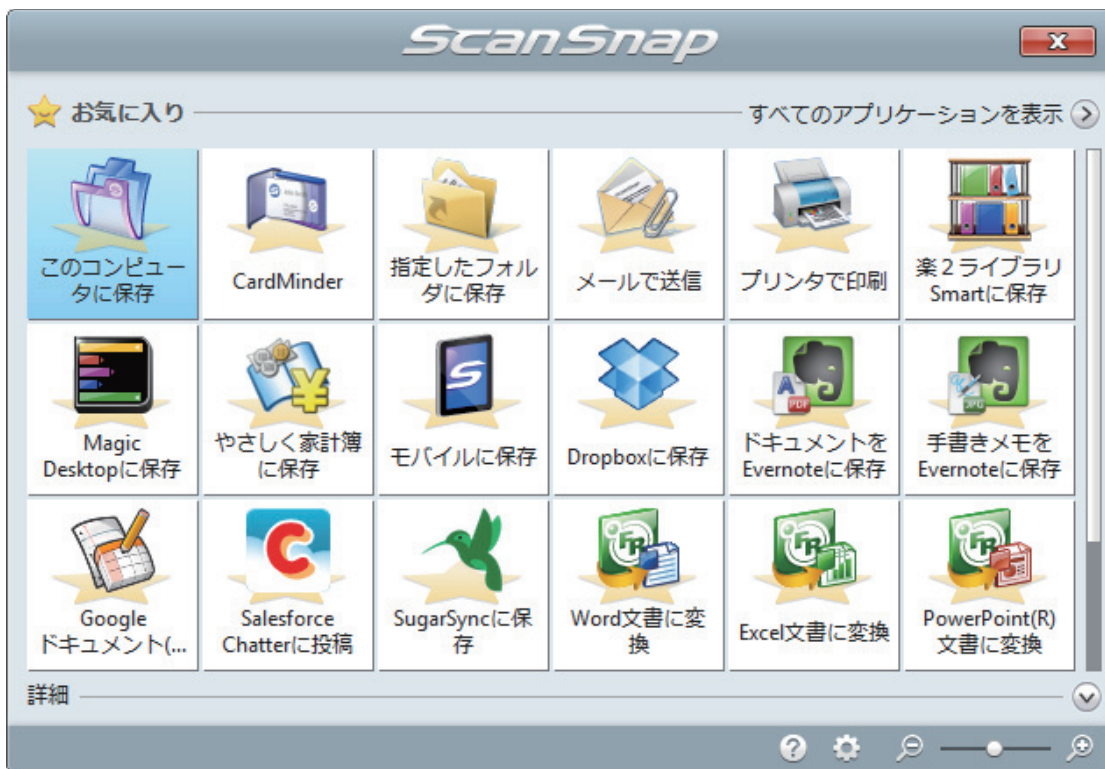 ScanSnap
お気に入り
すべてのアプリケーションを表示
このコンピュー
タに保存
CardMinder
指定したフォル
ダに保存
メールで送信
プリンタで印刷
楽2ライブラリ
Smartに保存
Magic
Desktopに保存
やさしく家計簿
に保存
モバイルに保存
Dropboxに保存
ドキュメントを
Evernoteに保存
手書きメモを
Evernoteに保存
Google
ドキュメント(...
Salesforce
Chatterに投稿
SugarSyncに保
存
Word文書に変
換
Excel文書に変換
PowerPoint(R)
文書に変換
詳細